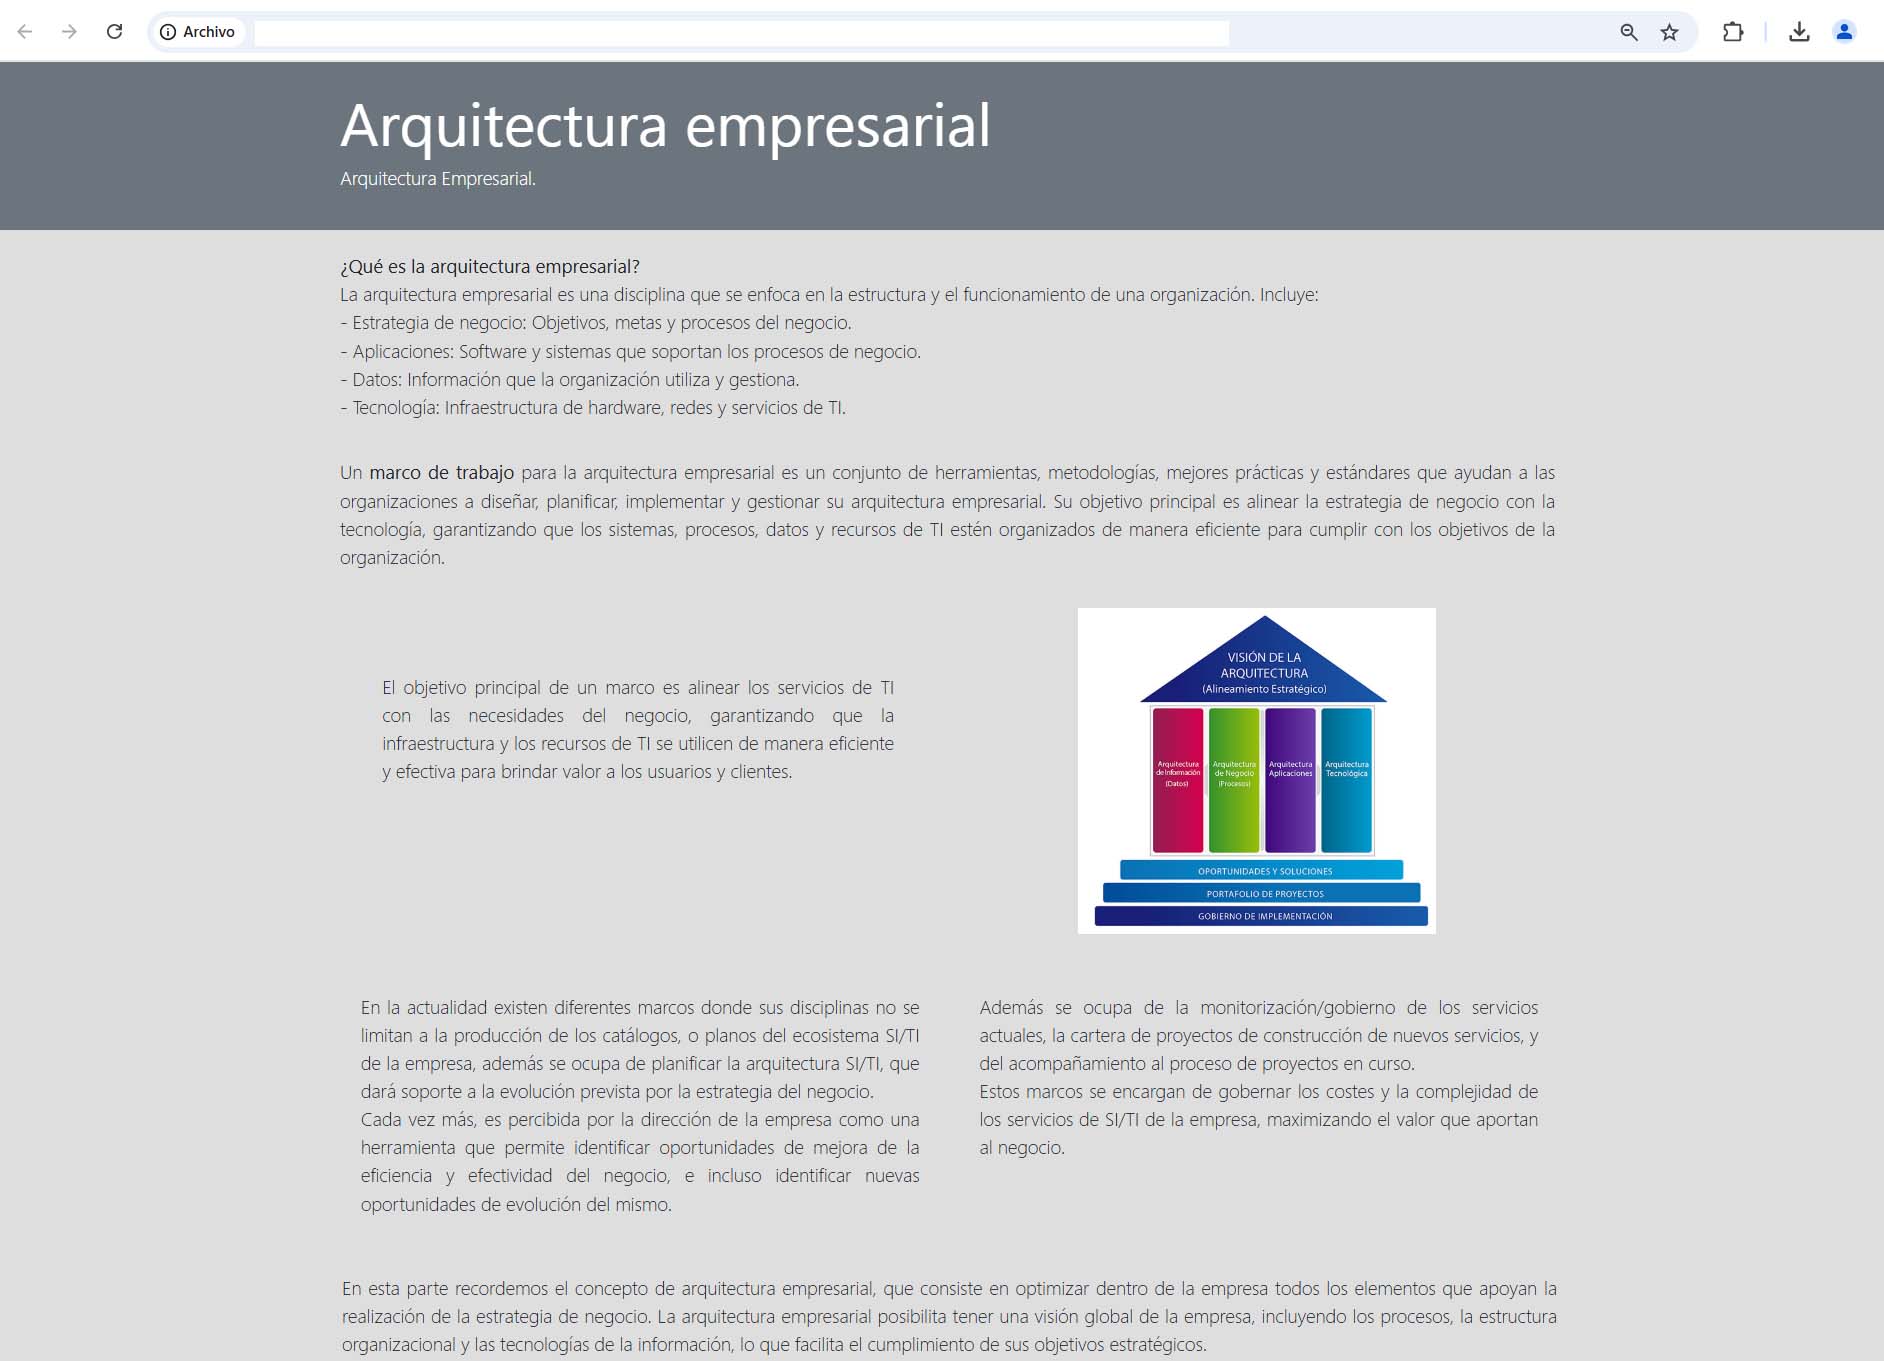 Archivo
Arquitectura empresarial
Arquitectura Empresarial.
¿Qué es la arquitectura empresarial?
La arquitectura empresarial es una disciplina que se enfoca en la estructura y el funcionamiento de una organización. Incluye:
- Estrategia de negocio: Objetivos, metas y procesos del negocio.
- Aplicaciones: Software y sistemas que soportan los procesos de negocio.
- Datos: Información que la organización utiliza y gestiona.
- Tecnología: Infraestructura de hardware, redes y servicios de TI.
Un marco de trabajo para la arquitectura empresarial es un conjunto de herramientas, metodologías, mejores prácticas y estándares que ayudan a las
organizaciones a diseñar, planificar, implementar y gestionar su arquitectura empresarial. Su objetivo principal es alinear la estrategia de negocio con la
tecnología, garantizando que los sistemas, procesos, datos y recursos de TI estén organizados de manera eficiente para cumplir con los objetivos de la
organización.
El objetivo principal de un marco es alinear los servicios de TI
con las necesidades del negocio, garantizando que la
infraestructura y los recursos de TI se utilicen de manera eficiente
y efectiva para brindar valor a los usuarios y clientes.
VISIÓN DE LA
ARQUITECTURA
(Alineamiento Estratégico)
Arquitectura
de Información
(Datos)
Arquitectura
de Negocio
(Procesos)
Arquitectura
Aplicaciones
Arquitectura
Tecnológica
OPORTUNIDADES Y SOLUCIONES
PORTAFOLIO DE PROYECTOS
GOBIERNO DE IMPLEMENTACIÓN
En la actualidad existen diferentes marcos donde sus disciplinas no se
limitan a la producción de los catálogos, o planos del ecosistema SI/TI
de la empresa, además se ocupa de planificar la arquitectura SI/TI, que
dará soporte a la evolución prevista por la estrategia del negocio.
Cada vez más, es percibida por la dirección de la empresa como una
herramienta que permite identificar oportunidades de mejora de la
eficiencia y efectividad del negocio, e incluso identificar nuevas
oportunidades de evolución del mismo.
Además se ocupa de la monitorización/gobierno de los servicios
actuales, la cartera de proyectos de construcción de nuevos servicios, y
del acompañamiento al proceso de proyectos en curso.
Estos marcos se encargan de gobernar los costes y la complejidad de
los servicios de SI/TI de la empresa, maximizando el valor que aportan
al negocio.
En esta parte recordemos el concepto de arquitectura empresarial, que consiste en optimizar dentro de la empresa todos los elementos que apoyan la
realización de la estrategia de negocio. La arquitectura empresarial posibilita tener una visión global de la empresa, incluyendo los procesos, la estructura
organizacional y las tecnologías de la información, lo que facilita el cumplimiento de sus objetivos estratégicos.